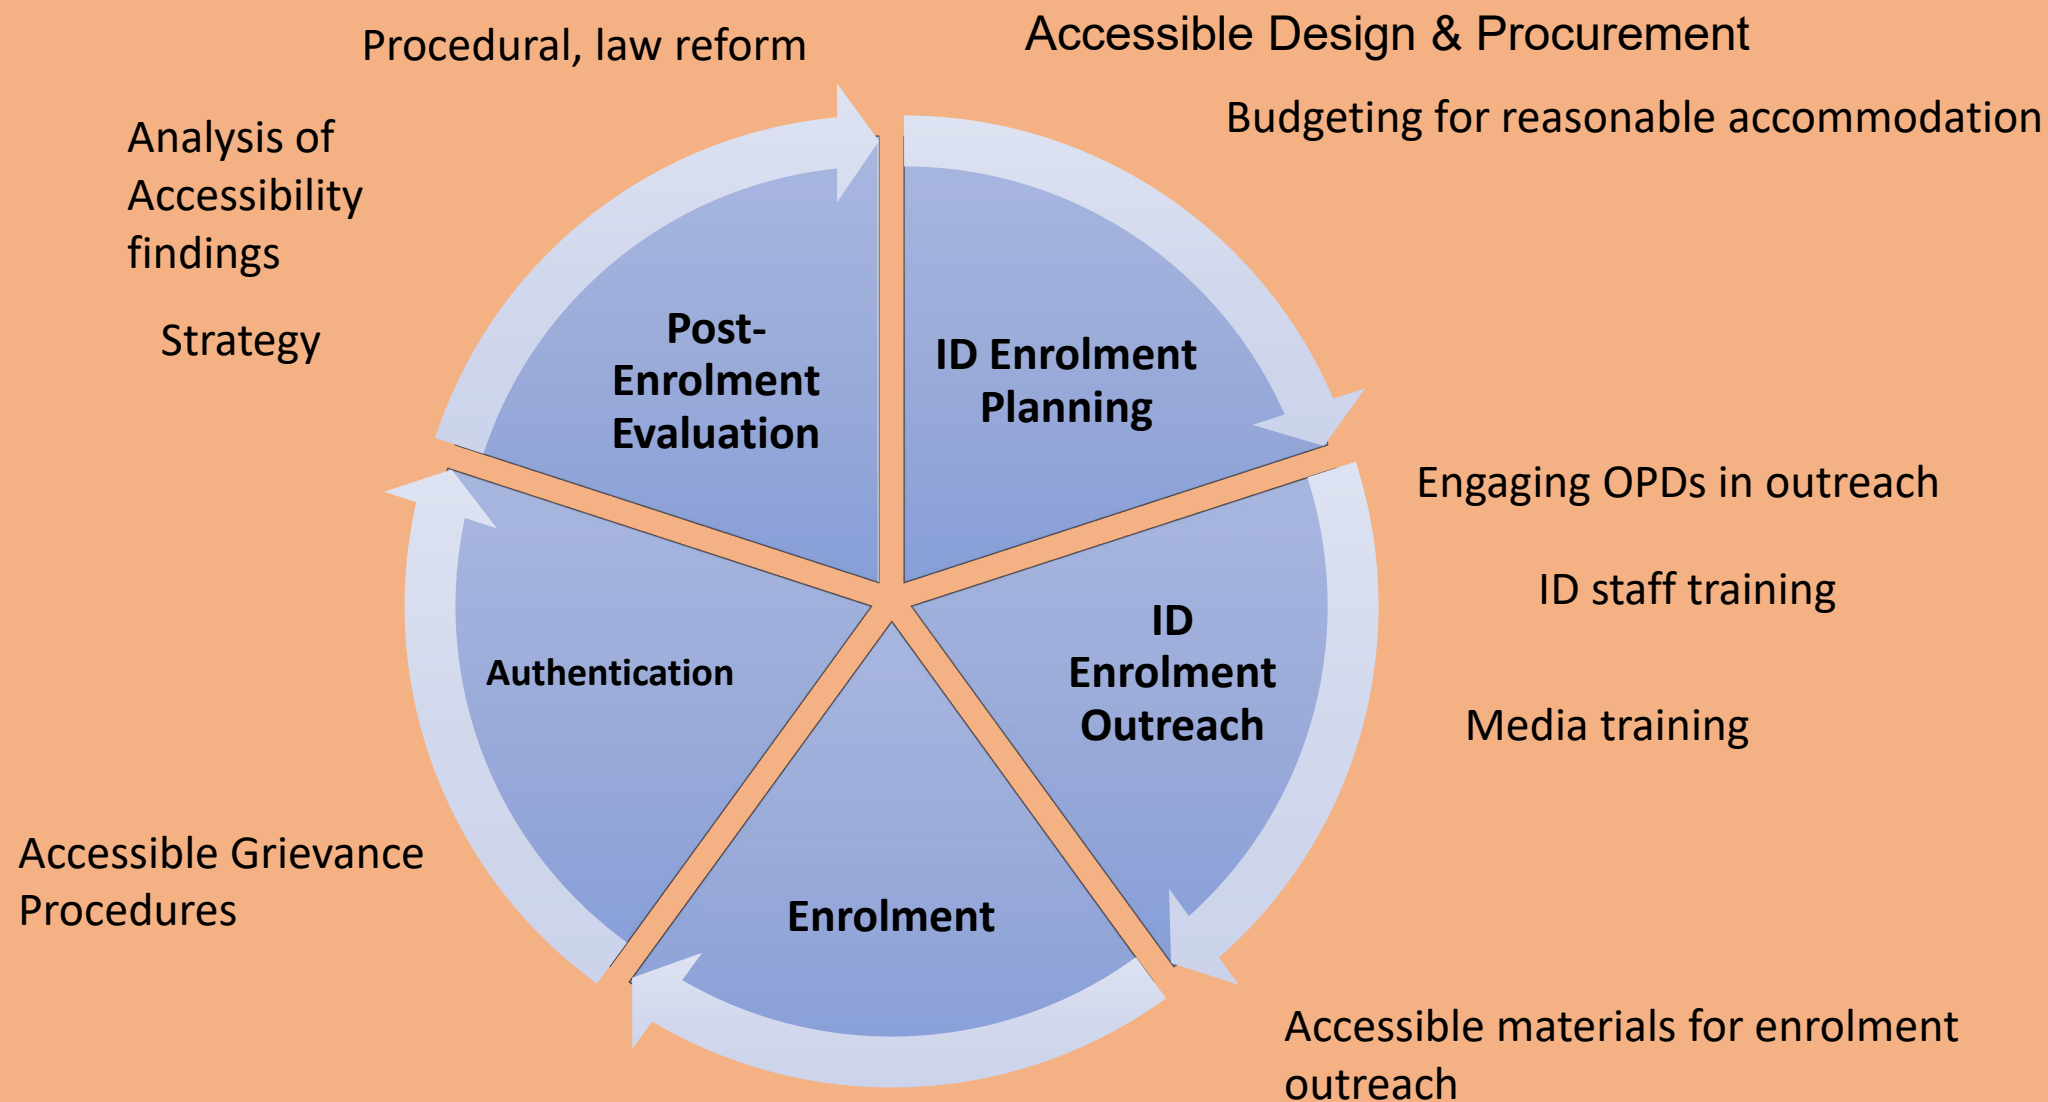 Procedural, law reform
Accessible Design & Procurement
Budgeting for reasonable accommodation
Analysis of
Accessibility
findings
Strategy
Post-
Enrolment
Evaluation
ID Enrolment
Planning
Engaging OPDs in outreach
ID staff training
Media training
ID
Enrolment
Outreach
Authentication
Accessible Grievance
Procedures
Enrolment
Accessible materials for enrolment
outreach